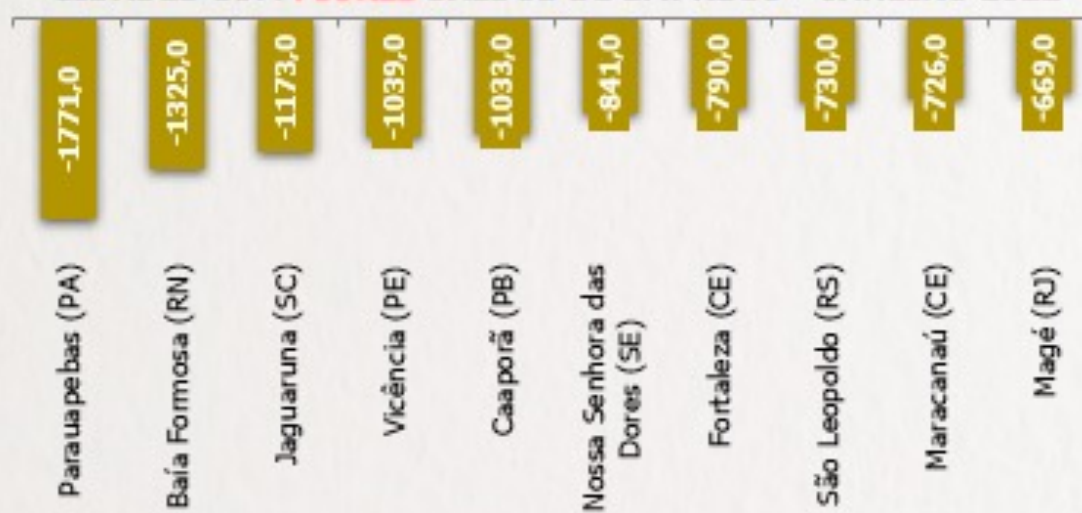 -1771,0
-1325,0
-1173,0
-1039,0
-1033,0
-841,0
-790,0
-730,0
-726,0
-669,0
Parauapebas (PA)
Baía Formosa (RN)
Jaguaruna (SC)
Vicência (PE)
Caaporã (PB)
Nossa Senhora das
Dores (SE)
Fortaleza (CE)
São Leopoldo (RS)
Maracanaú (CE)
Magé (RJ)